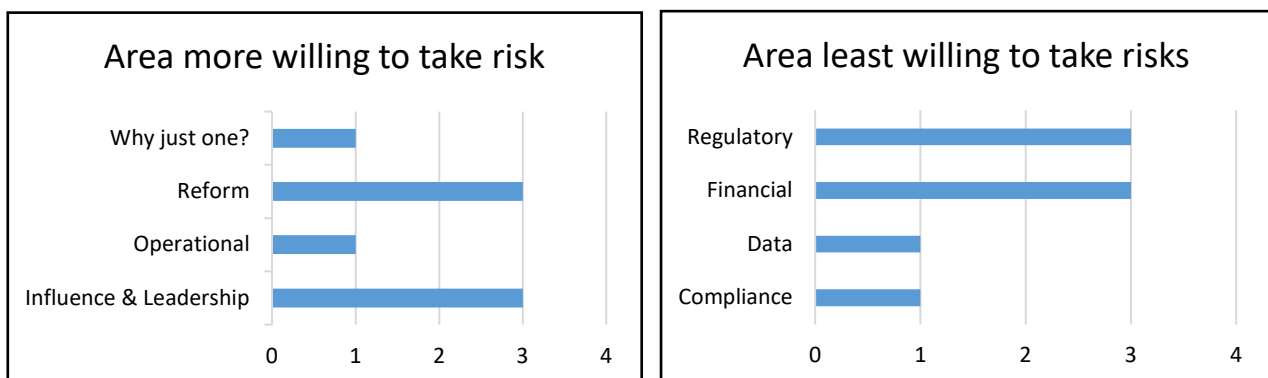 Area more willing to take risk
Why just one?
Reform
Operational
Influence & Leadership
0 1 2 3 4
Area least willing to take risks
Regulatory
Financial
Data
Compliance
0 1 2 3 4